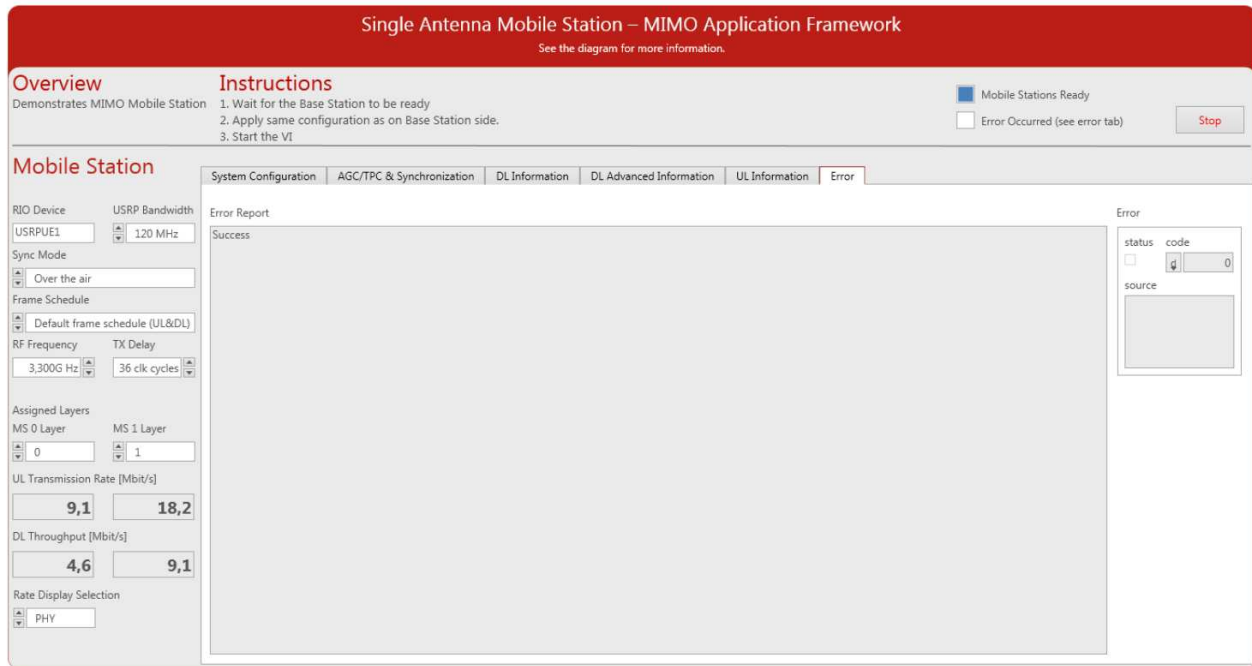 Single Antenna Mobile Station – MIMO Application Framework
See the diagram for more information.
Overview
Demonstrates MIMO Mobile Station
Instructions
1. Wait for the Base Station to be ready
2. Apply same configuration as on Base Station side.
3. Start the VI
Mobile Stations Ready
Error Occurred (see error tab)
Stop
Mobile Station
System Configuration AGC/TPC & Synchronization DL Information DL Advanced Information UL Information Error
RIO Device USRP Bandwidth
USRPUE1 120 MHz
Sync Mode
Over the air
Frame Schedule
Default frame schedule (UL&DL)
RF Frequency TX Delay
3,300G Hz 36 clk cycles
Assigned Layers
MS 0 Layer MS 1 Layer
0 1
UL Transmission Rate [Mbit/s]
9,1 18,2
DL Throughput [Mbit/s]
4,6 9,1
Rate Display Selection
PHY
Error Report
Success
Error
status code
d 0
source